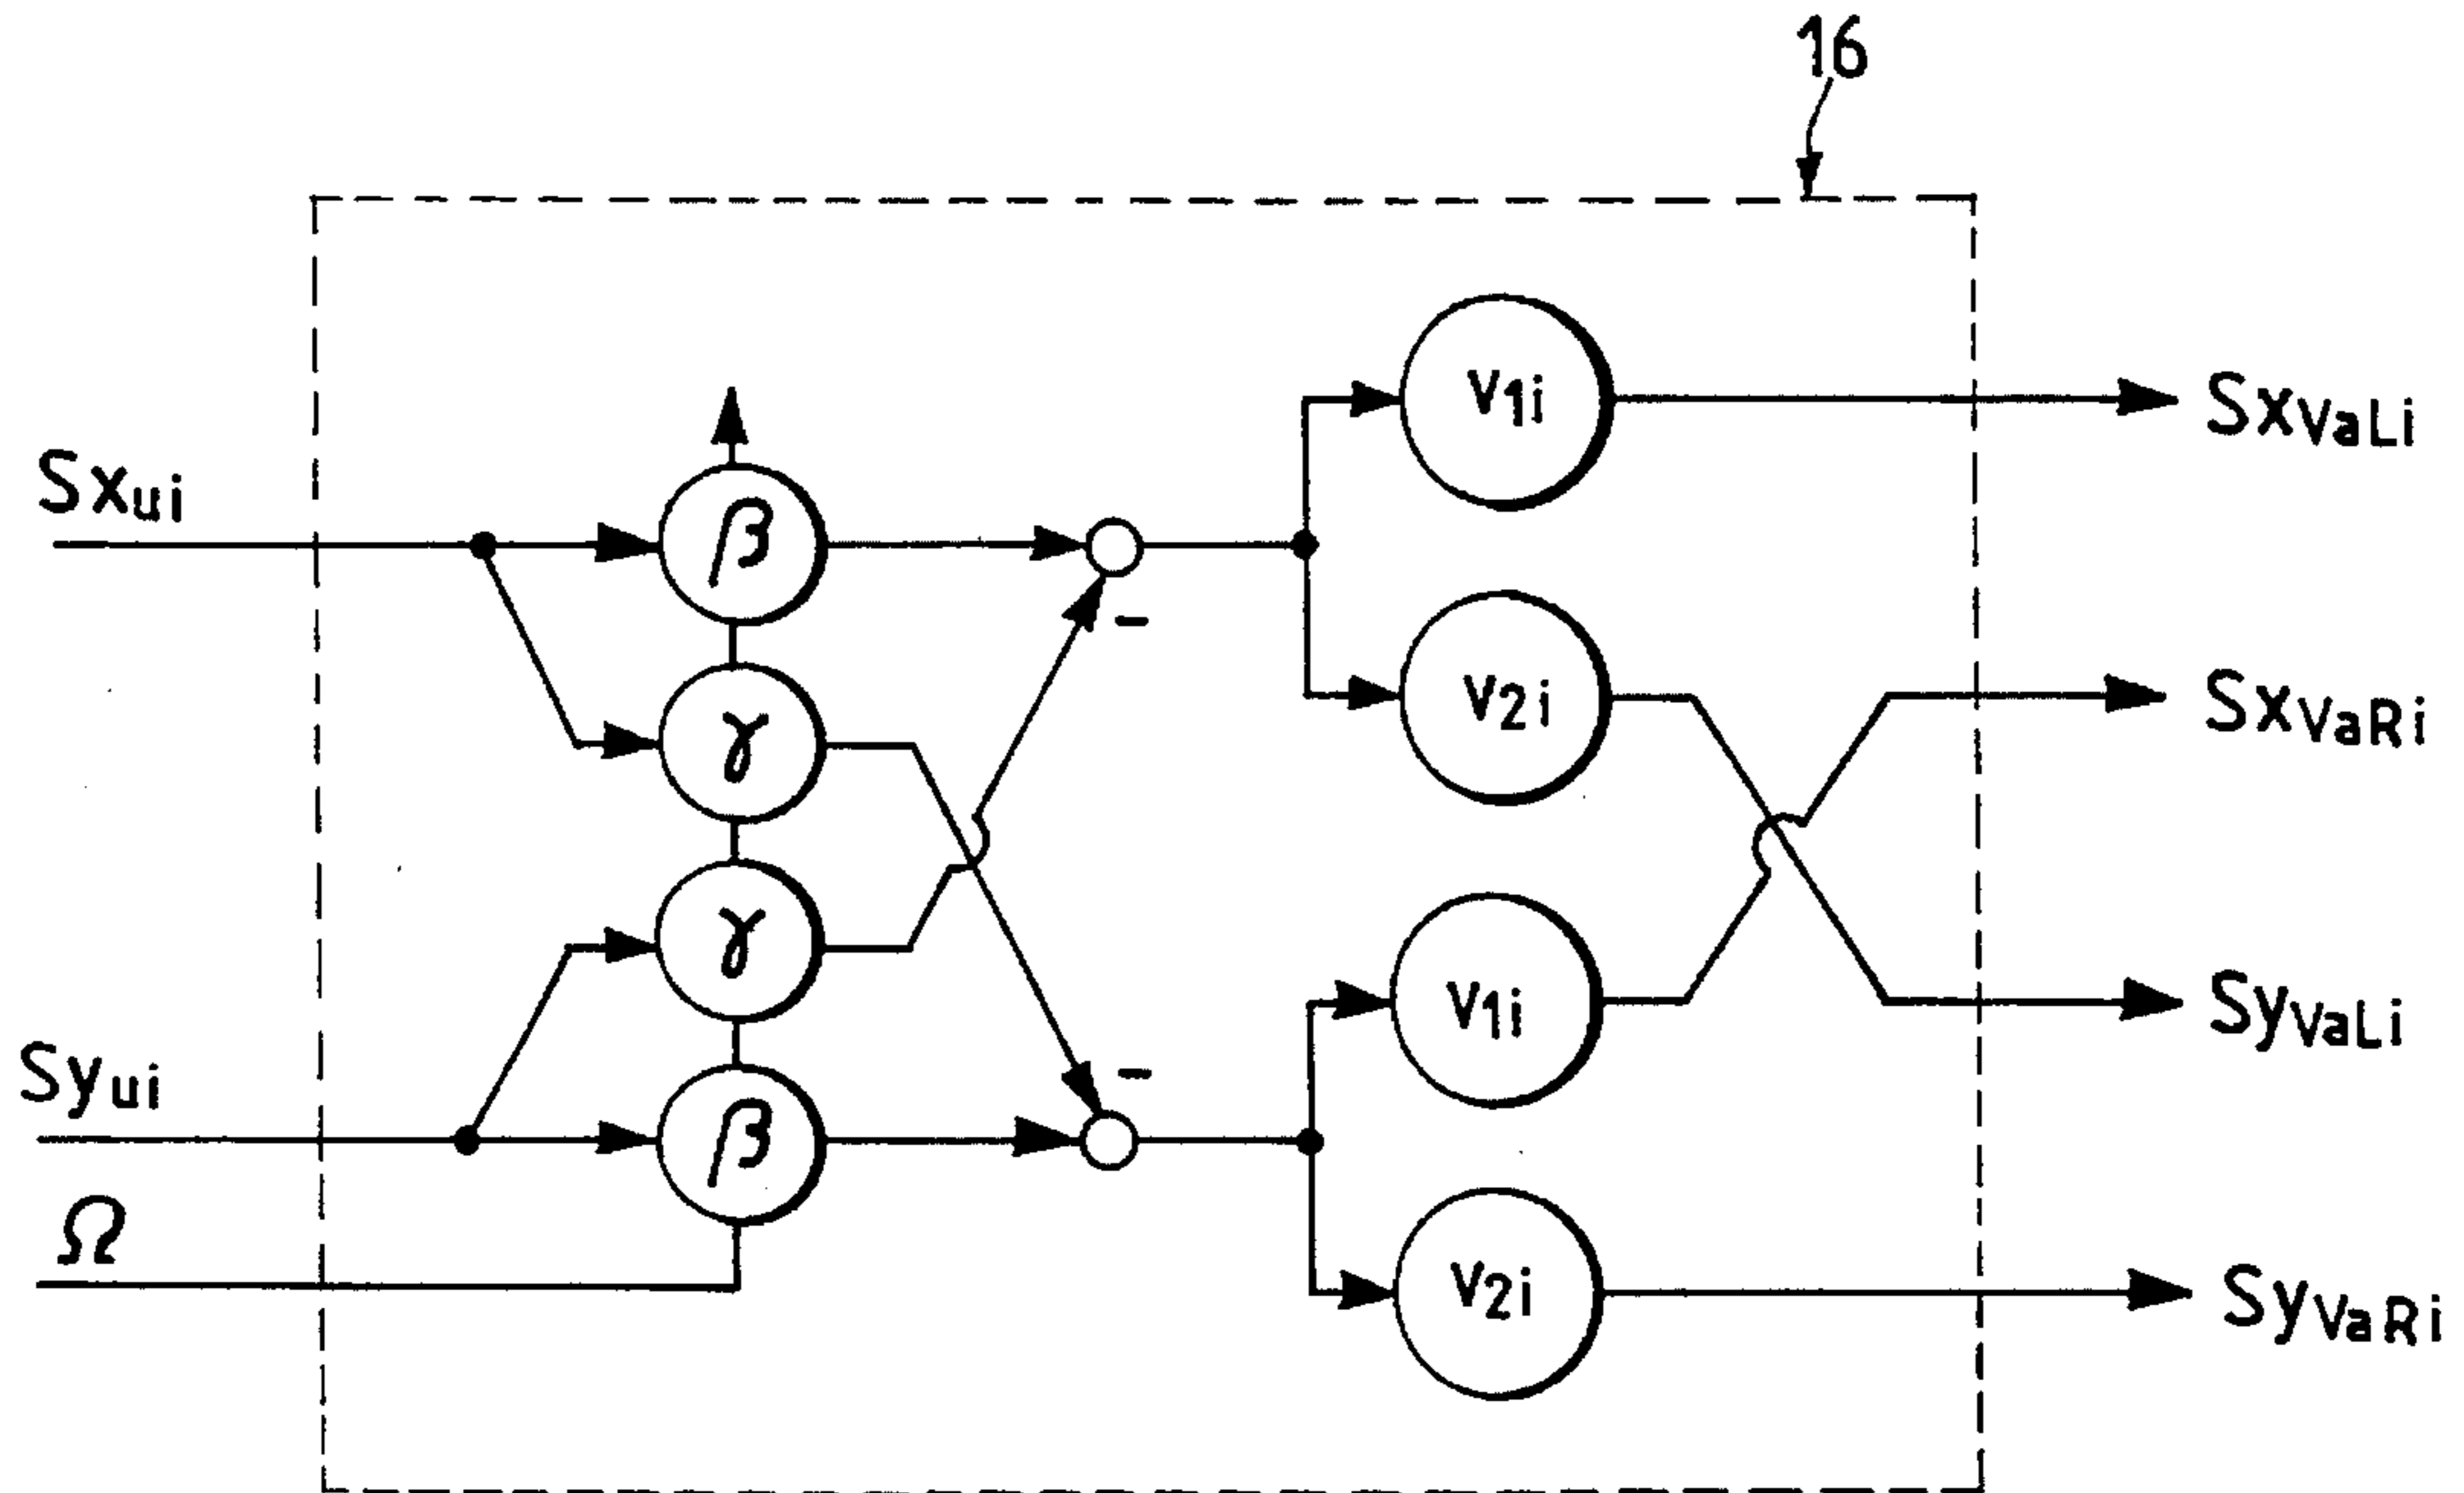 16
Sxui
Syui
Ω
β
γ
γ
β
-
-
v1i
v2i
v1i
v2i
SxVaLi
SxVaRi
SyVaLi
SyVaRi